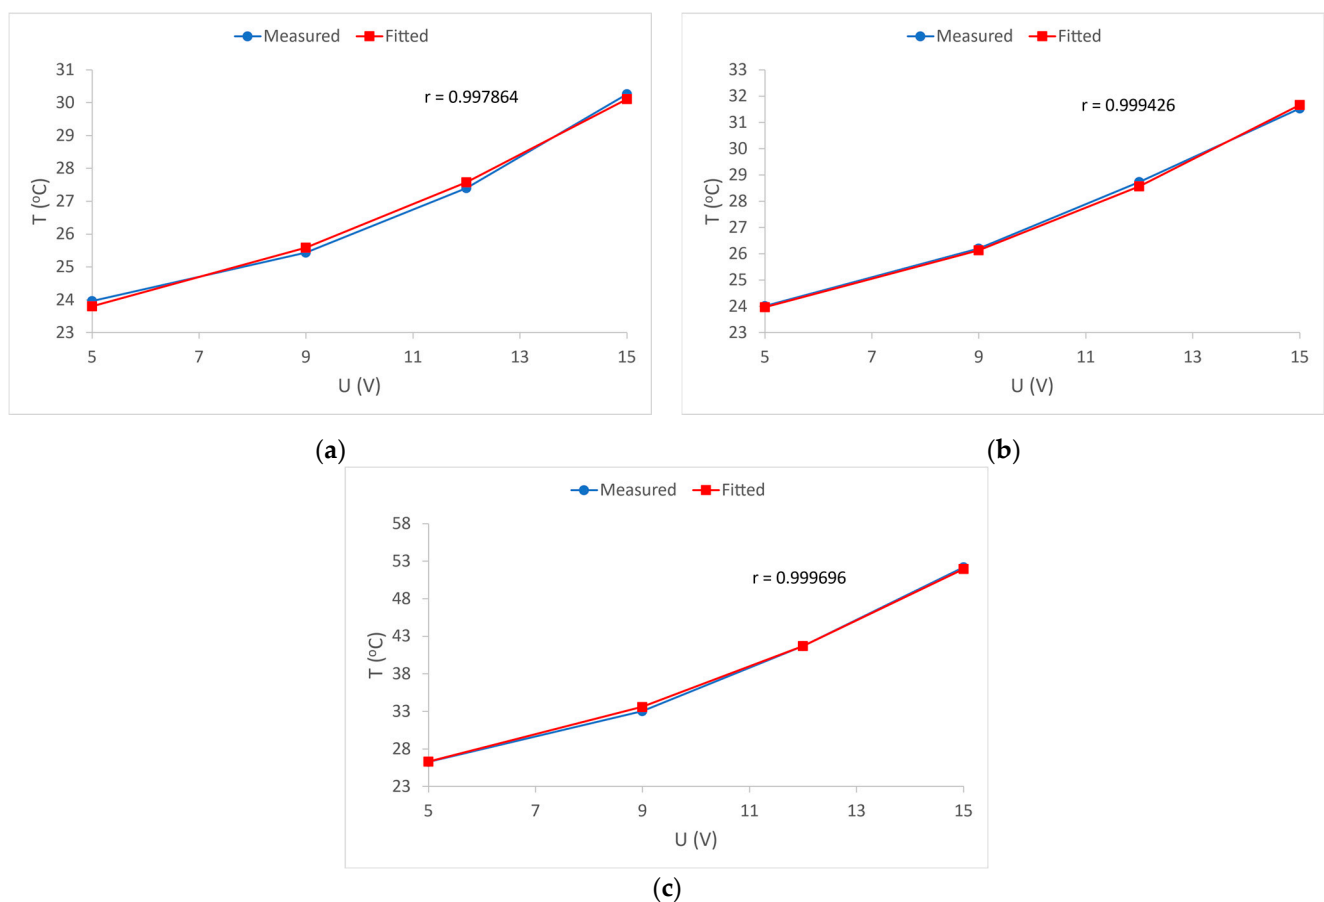 Measured Fitted
r = 0.997864
T (°C)
31
30
29
28
27
26
25
24
23
5 7 9 11 13 15
U (V)
(a)
Measured Fitted
r = 0.999426
T (°C)
33
32
31
30
29
28
27
26
25
24
23
5 7 9 11 13 15
U (V)
(b)
Measured Fitted
r = 0.999696
T (°C)
58
53
48
43
38
33
28
23
5 7 9 11 13 15
U (V)
(c)